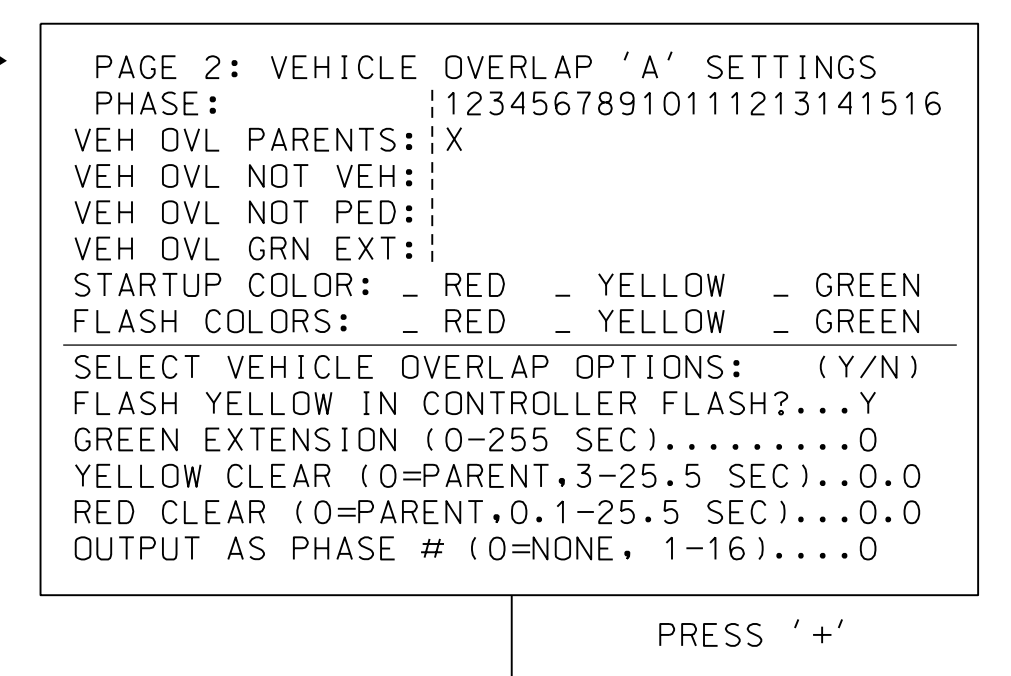 PAGE 2: VEHICLE OVERLAP 'A' SETTINGS
PHASE: ¦12345678910111213141516
VEH OVL PARENTS:¦X
VEH OVL NOT VEH:¦
VEH OVL NOT PED:¦
VEH OVL GRN EXT:¦
STARTUP COLOR: _ RED _ YELLOW _ GREEN
FLASH COLORS: _ RED _ YELLOW _ GREEN
SELECT VEHICLE OVERLAP OPTIONS: (Y/N)
FLASH YELLOW IN CONTROLLER FLASH?...Y
GREEN EXTENSION (0-255 SEC).........0
YELLOW CLEAR (0=PARENT,3-25.5 SEC)..0.0
RED CLEAR (0=PARENT,0.1-25.5 SEC)...0.0
OUTPUT AS PHASE # (0=NONE, 1-16)....0
PRESS '+'